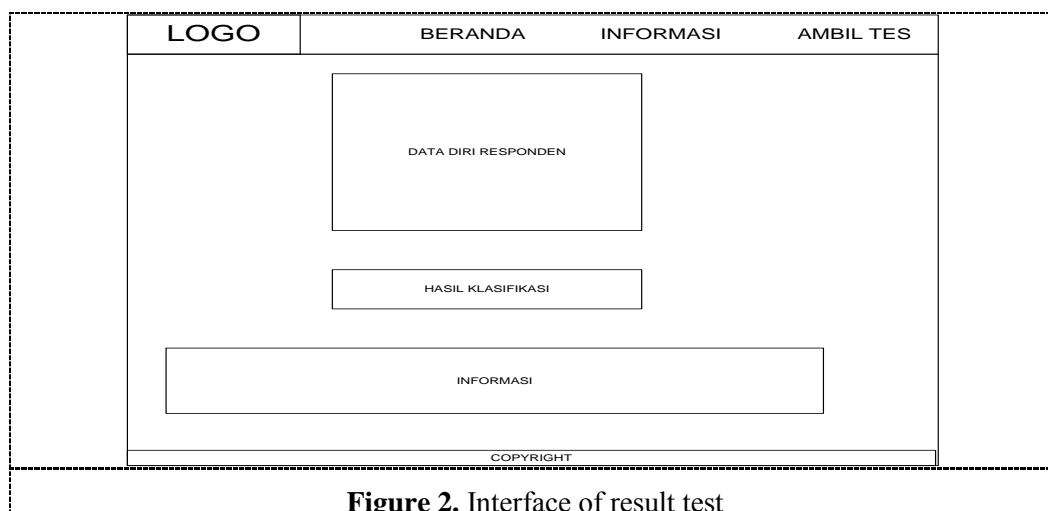 LOGO BERANDA INFORMASI AMBIL TES
DATA DIRI RESPONDEN
HASIL KLASIFIKASI
INFORMASI
COPYRIGHT
Figure 2. Interface of result test